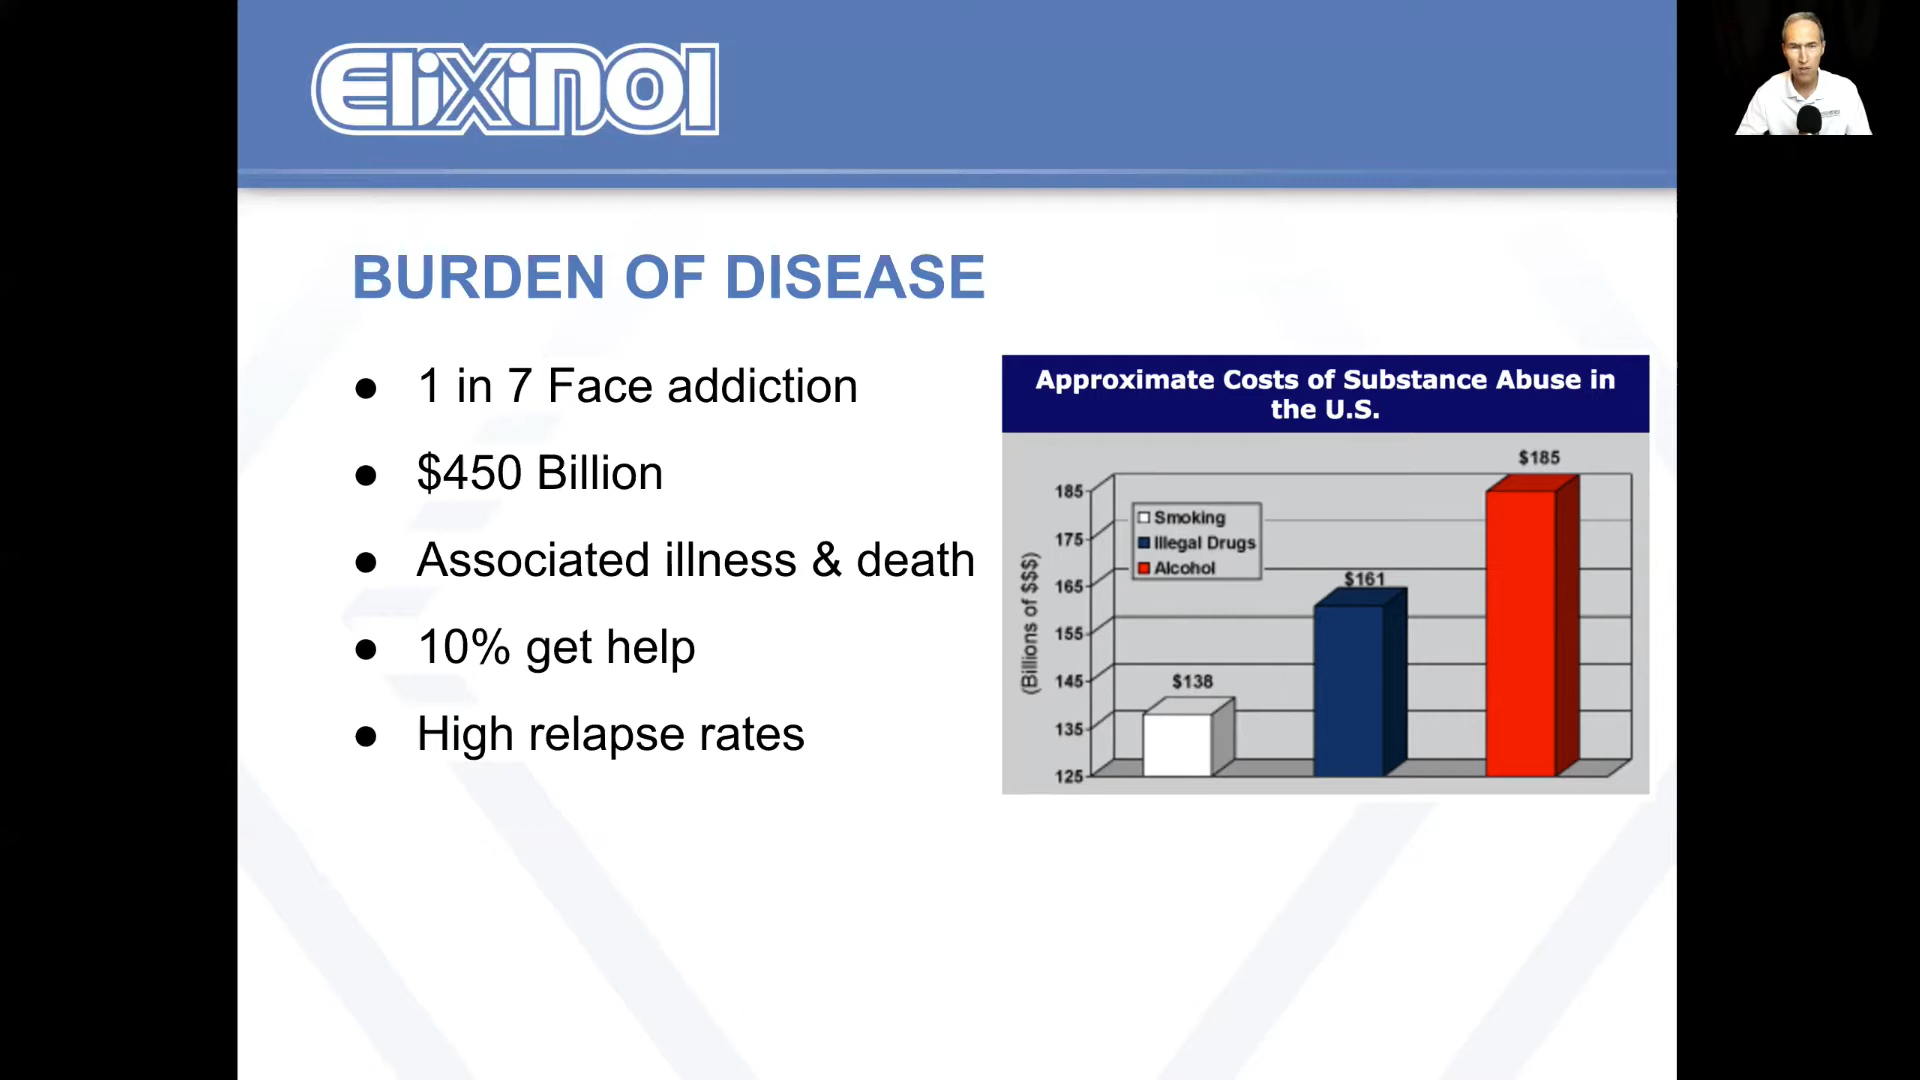 Elixinol
BURDEN OF DISEASE
● 1 in 7 Face addiction
● $450 Billion
● Associated illness & death
● 10% get help
● High relapse rates
Approximate Costs of Substance Abuse in
the U.S.
(Billions of $$$)
185
175
165
155
145
135
125
Smoking
Illegal Drugs
Alcohol
$138
$161
$185